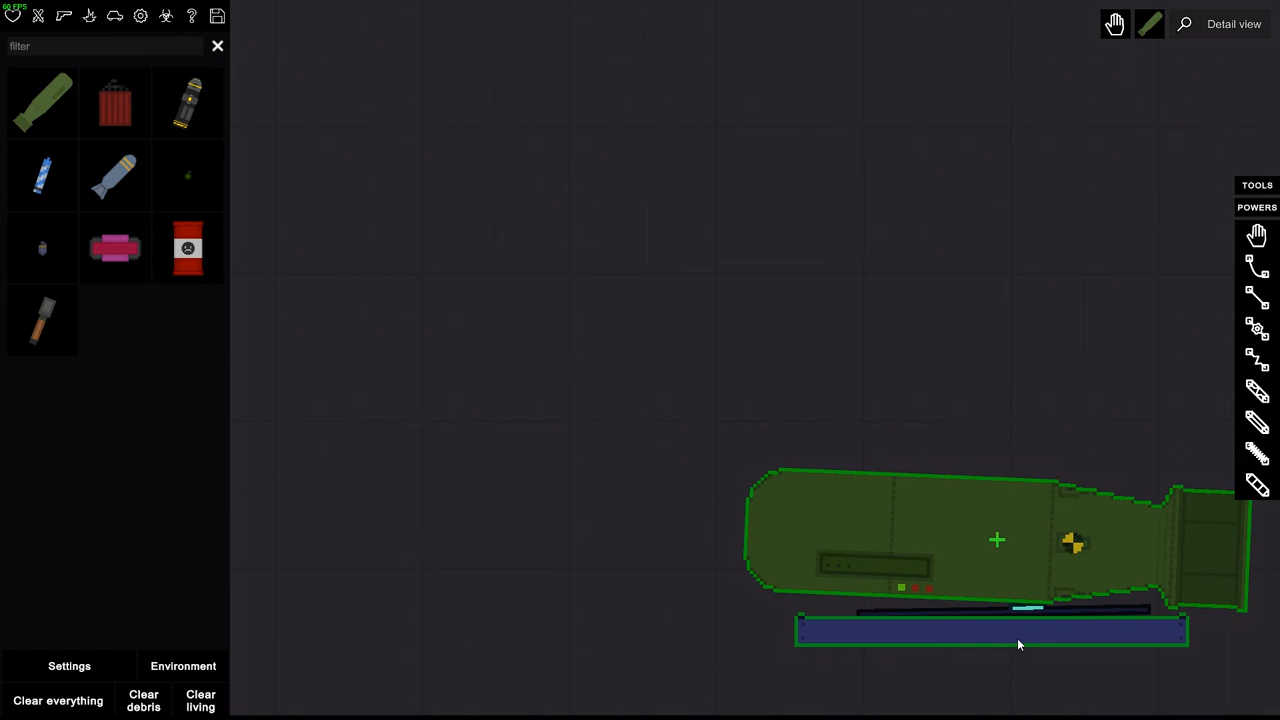 60 FPS
filter
Detail view
TOOLS
POWERS
Settings
Environment
Clear everything
Clear debris
Clear living